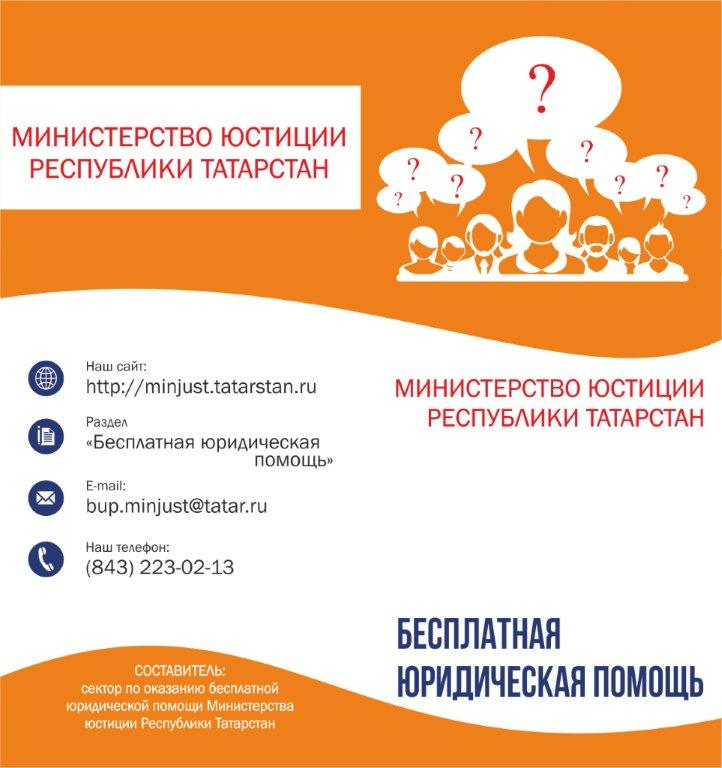 МИНИСТЕРСТВО ЮСТИЦИИ
РЕСПУБЛИКИ ТАТАРСТАН
Наш сайт:
http://minjust.tatarstan.ru
Раздел
«Бесплатная юридическая
помощь»
E-mail:
bup.minjust@tatar.ru
Наш телефон:
(843) 223-02-13
СОСТАВИТЕЛЬ:
сектор по оказанию бесплатной
юридической помощи Министерства
юстиции Республики Татарстан
?
?
?
?
?
?
?
?
?
МИНИСТЕРСТВО ЮСТИЦИИ
РЕСПУБЛИКИ ТАТАРСТАН
БЕСПЛАТНАЯ
ЮРИДИЧЕСКАЯ ПОМОЩЬ